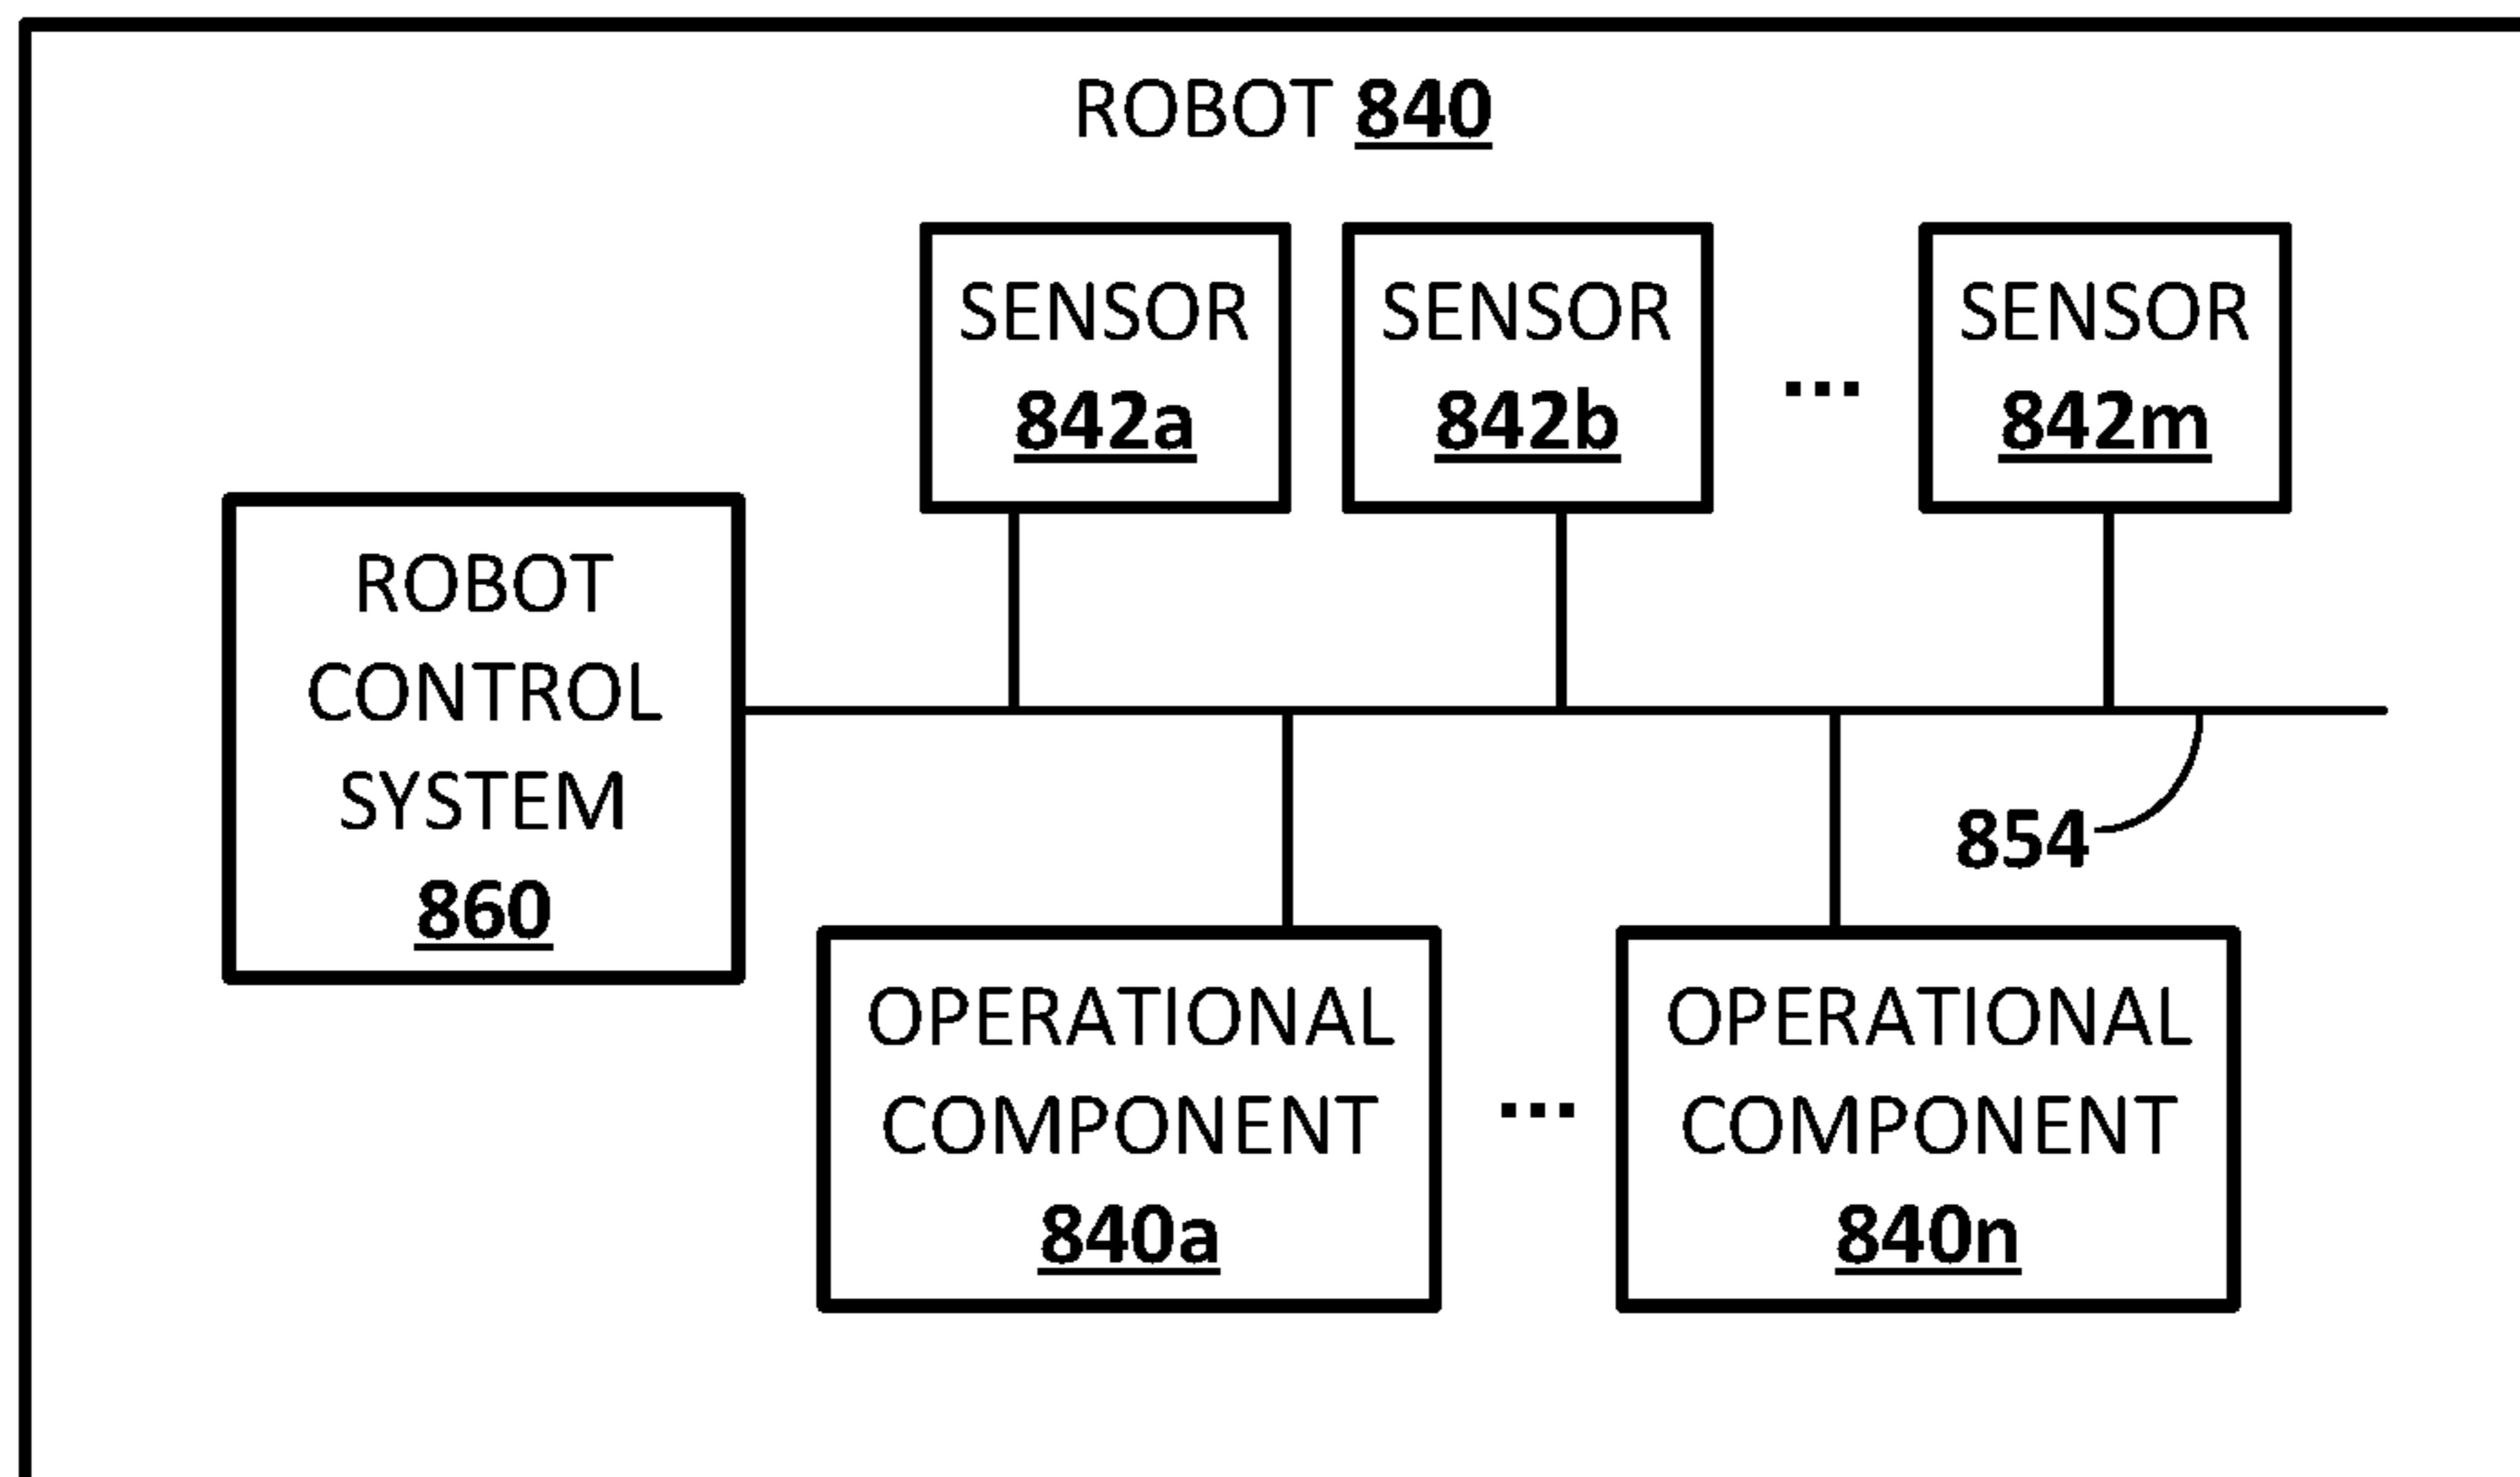 ROBOT 840
SENSOR
842a
SENSOR
842b
...
SENSOR
842m
ROBOT
CONTROL
SYSTEM
860
854
OPERATIONAL
COMPONENT
840a
...
OPERATIONAL
COMPONENT
840n